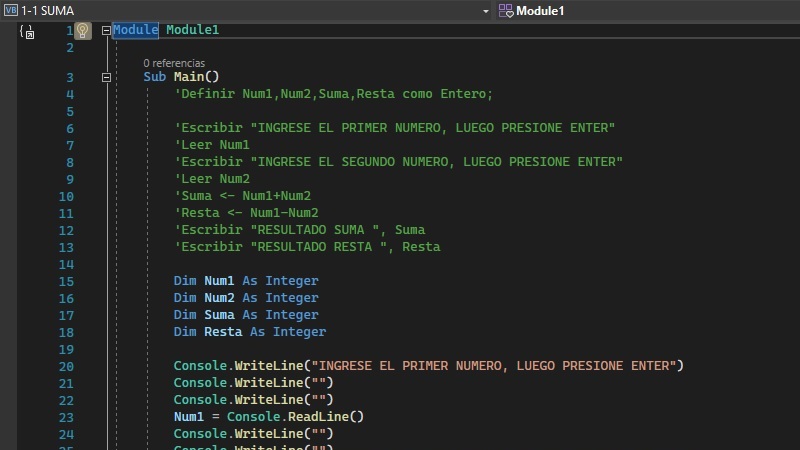 VB 1-1 SUMA Module1
1 Module Module1
2
0 referencias
3 Sub Main()
4 'Definir Num1,Num2,Suma,Resta como Entero;
5
6 'Escribir "INGRESE EL PRIMER NUMERO, LUEGO PRESIONE ENTER"
7 'Leer Num1
8 'Escribir "INGRESE EL SEGUNDO NUMERO, LUEGO PRESIONE ENTER"
9 'Leer Num2
10 'Suma <- Num1+Num2
11 'Resta <- Num1-Num2
12 'Escribir "RESULTADO SUMA ", Suma
13 'Escribir "RESULTADO RESTA ", Resta
14
15 Dim Num1 As Integer
16 Dim Num2 As Integer
17 Dim Suma As Integer
18 Dim Resta As Integer
19
20 Console.WriteLine("INGRESE EL PRIMER NUMERO, LUEGO PRESIONE ENTER")
21 Console.WriteLine("")
22 Console.WriteLine("")
23 Num1 = Console.ReadLine()
24 Console.WriteLine("")
25 Console.WriteLine("")